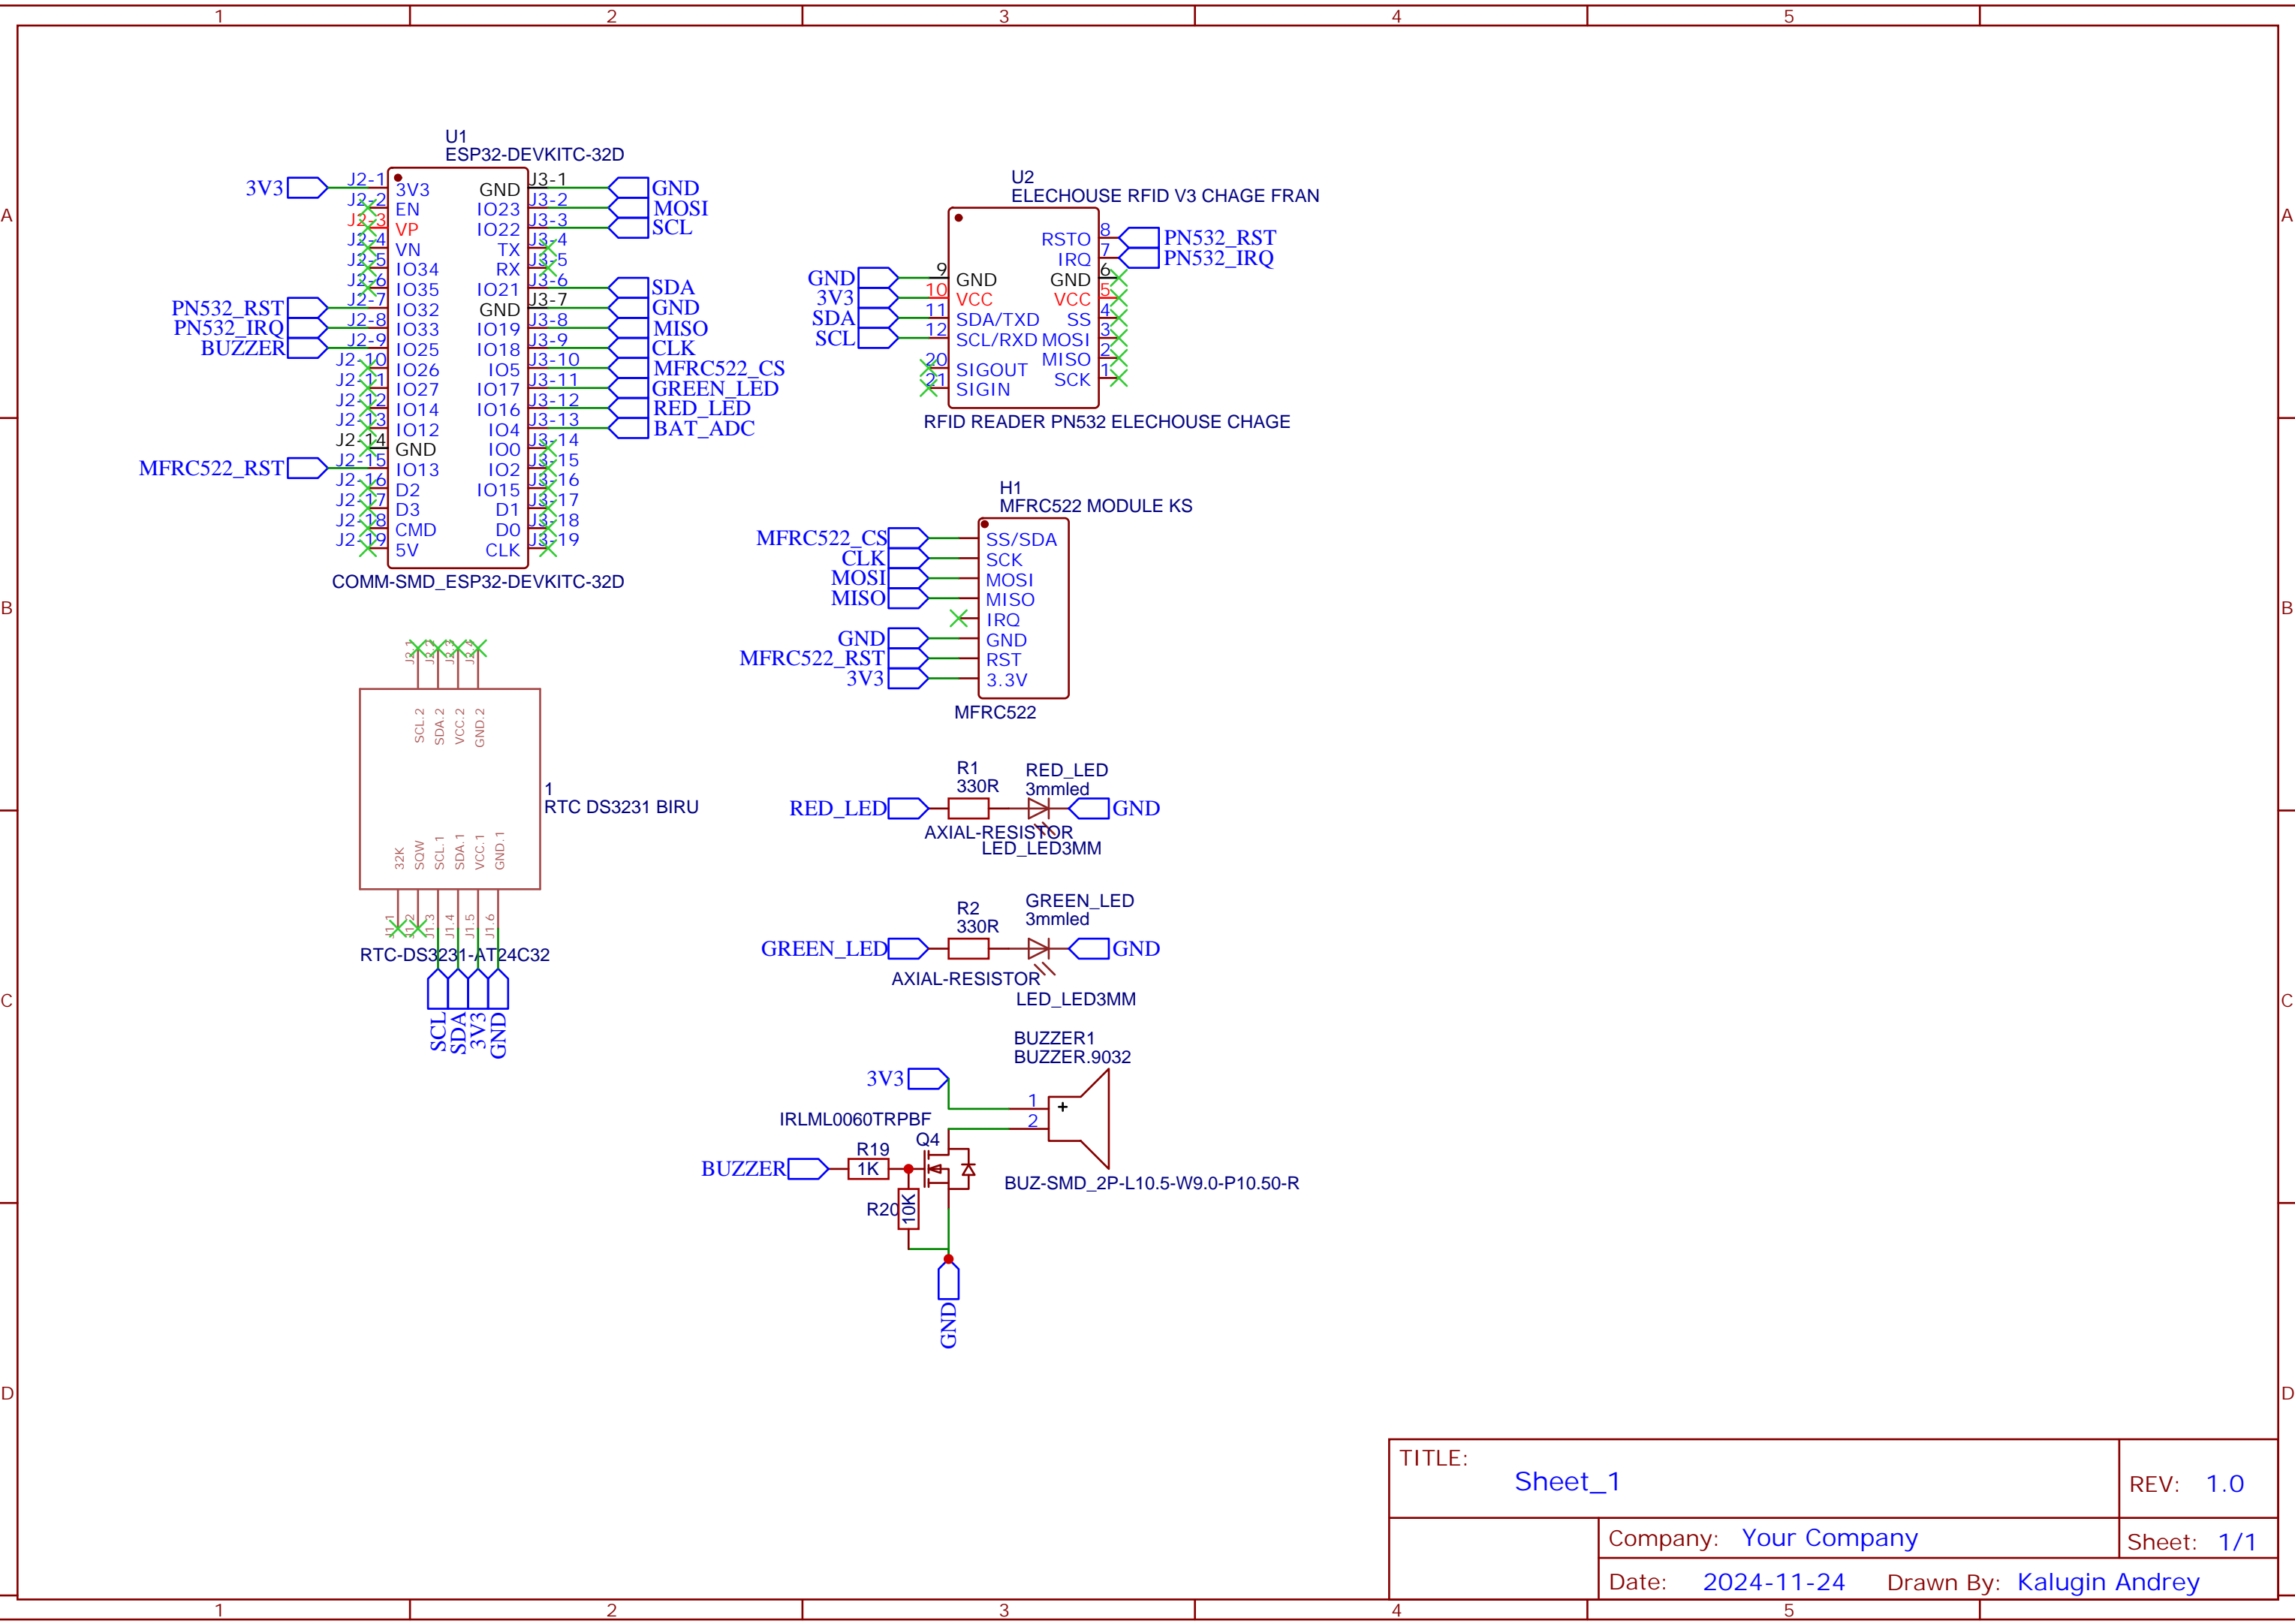 1 2 3 4 5
A
B
C
D
U1
ESP32-DEVKITC-32D
3V3 J2-1 3V3 GND J3-1 GND
J2-2 EN IO23 J3-2 MOSI
J2-3 VP IO22 J3-3 SCL
J2-4 VN TX J3-4
J2-5 IO34 RX J3-5
J2-6 IO35 IO21 J3-6 SDA
PN532_RST J2-7 IO32 GND J3-7 GND
PN532_IRQ J2-8 IO33 IO19 J3-8 MISO
BUZZER J2-9 IO25 IO18 J3-9 CLK
J2-10 IO26 IO5 J3-10 MFRC522_CS
J2-11 IO27 IO17 J3-11 GREEN_LED
J2-12 IO14 IO16 J3-12 RED_LED
J2-13 IO12 IO4 J3-13 BAT_ADC
J2-14 GND IO0 J3-14
MFRC522_RST J2-15 IO13 IO2 J3-15
J2-16 D2 IO15 J3-16
J2-17 D3 D1 J3-17
J2-18 CMD D0 J3-18
J2-19 5V CLK J3-19
COMM-SMD_ESP32-DEVKITC-32D
U2
ELECHOUSE RFID V3 CHAGE FRAN
RSTO 8 PN532_RST
IRQ 7 PN532_IRQ
GND 9 GND GND 6
3V3 10 VCC VCC 5
SDA 11 SDA/TXD SS 4
SCL 12 SCL/RXD MOSI 3
MISO 2
20 SIGOUT SCK 1
21 SIGIN
RFID READER PN532 ELECHOUSE CHAGE
H1
MFRC522 MODULE KS
MFRC522_CS SS/SDA
CLK SCK
MOSI MOSI
MISO MISO
IRQ
GND GND
MFRC522_RST RST
3V3 3.3V
MFRC522
SCL.2 SDA.2 VCC.2 GND.2
1
RTC DS3231 BIRU
32K SQW SCL.1 SDA.1 VCC.1 GND.1
J1.3 J1.4 J1.5 J1.6
RTC-DS3231-AT24C32
SCL SDA 3V3 GND
R1
330R
RED_LED
3mmled
RED_LED GND
AXIAL-RESISTOR
LED_LED3MM
R2
330R
GREEN_LED
3mmled
GREEN_LED GND
AXIAL-RESISTOR
LED_LED3MM
BUZZER1
BUZZER.9032
3V3
1 +
2
IRLML0060TRPBF
Q4
R19
BUZZER 1K
BUZ-SMD_2P-L10.5-W9.0-P10.50-R
R20 10K
GND
TITLE:
Sheet_1
REV: 1.0
Company: Your Company
Sheet: 1/1
Date: 2024-11-24 Drawn By: Kalugin Andrey
A
B
C
D
1 2 3 4 5